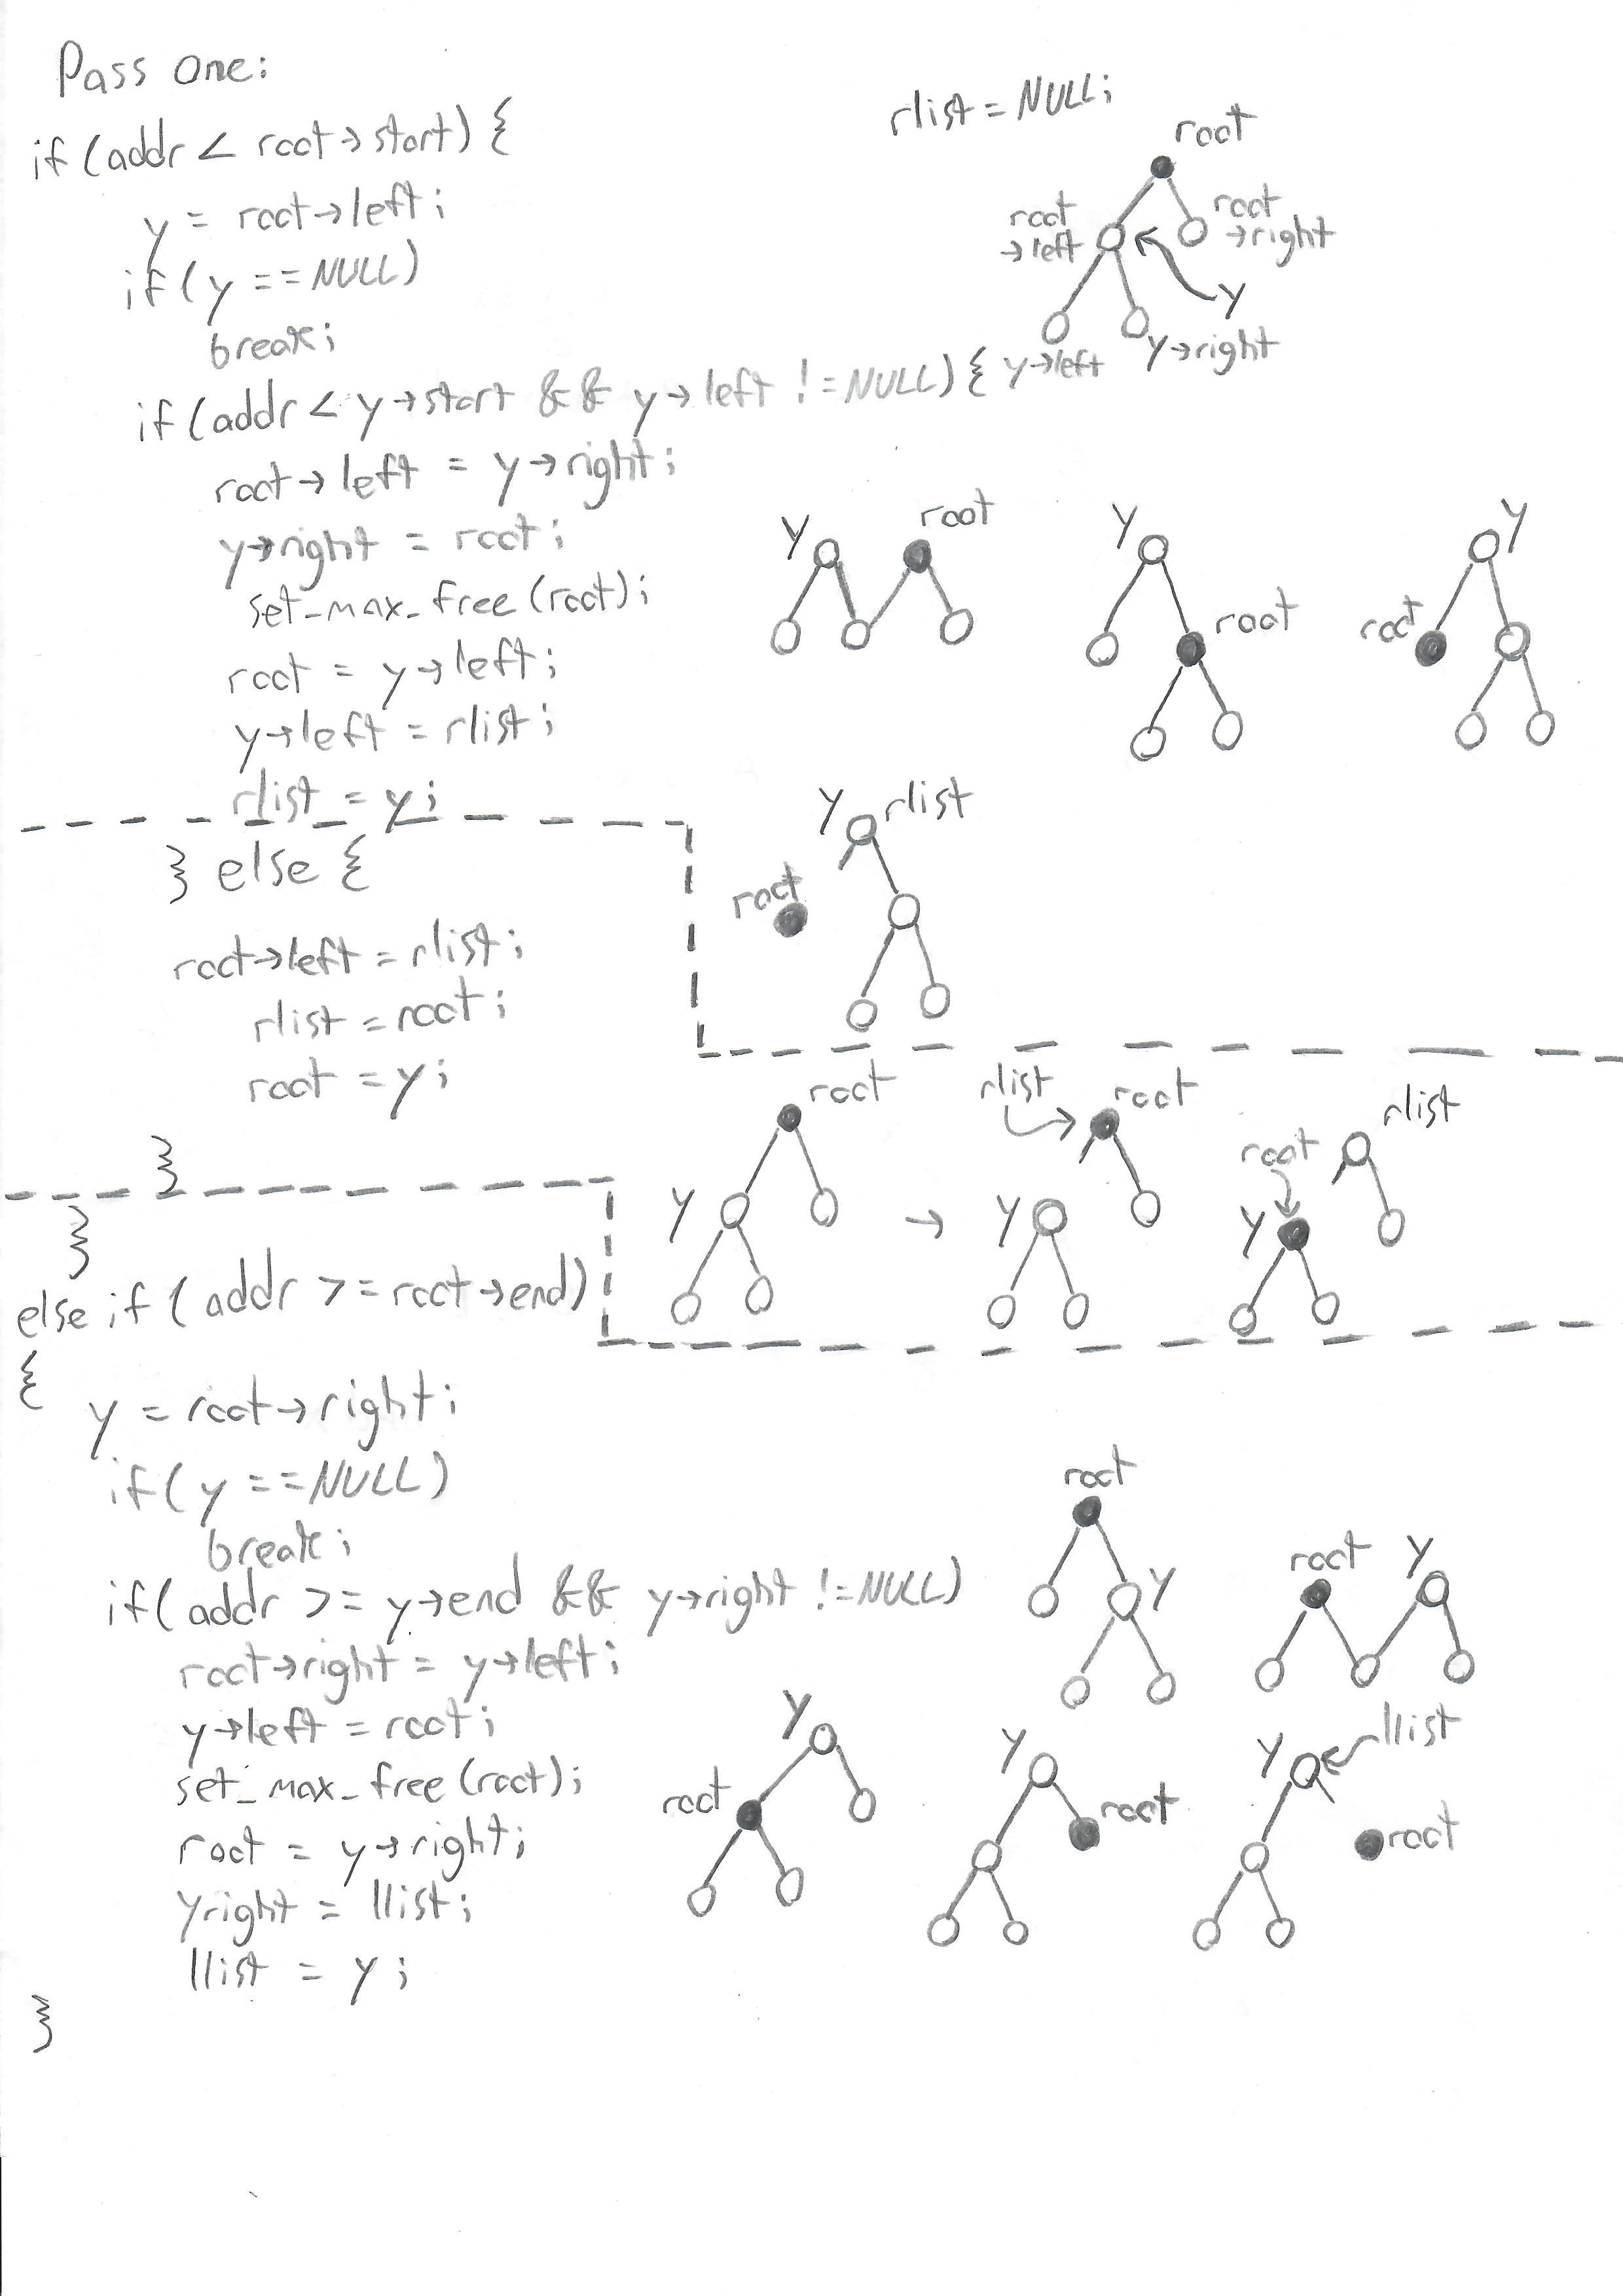 Pass One:
if (addr < root→start) {
y = root→left;
if (y == NULL)
break;
if (addr < y→start && y→left != NULL) {
root→left = y→right;
y→right = root;
set_max_free (root);
root = y→left;
y→left = rlist;
rlist = y;
} else {
root→left = rlist;
rlist = root;
root = y;
}
}
else if (addr >= root→end)
{
y = root→right;
if (y == NULL)
break;
if (addr >= y→end && y→right != NULL)
root→right = y→left;
y→left = root;
set_max_free (root);
root = y→right;
yright = llist;
llist = y;
}
rlist = NULL;
root
root
→left
root
→right
y
y→left
y→right
y
root
y
root
y
root
y
rlist
root
root
y
→
rlist
root
y
rlist
root
y
root
y
root
y
y
root
y
root
y
llist
root